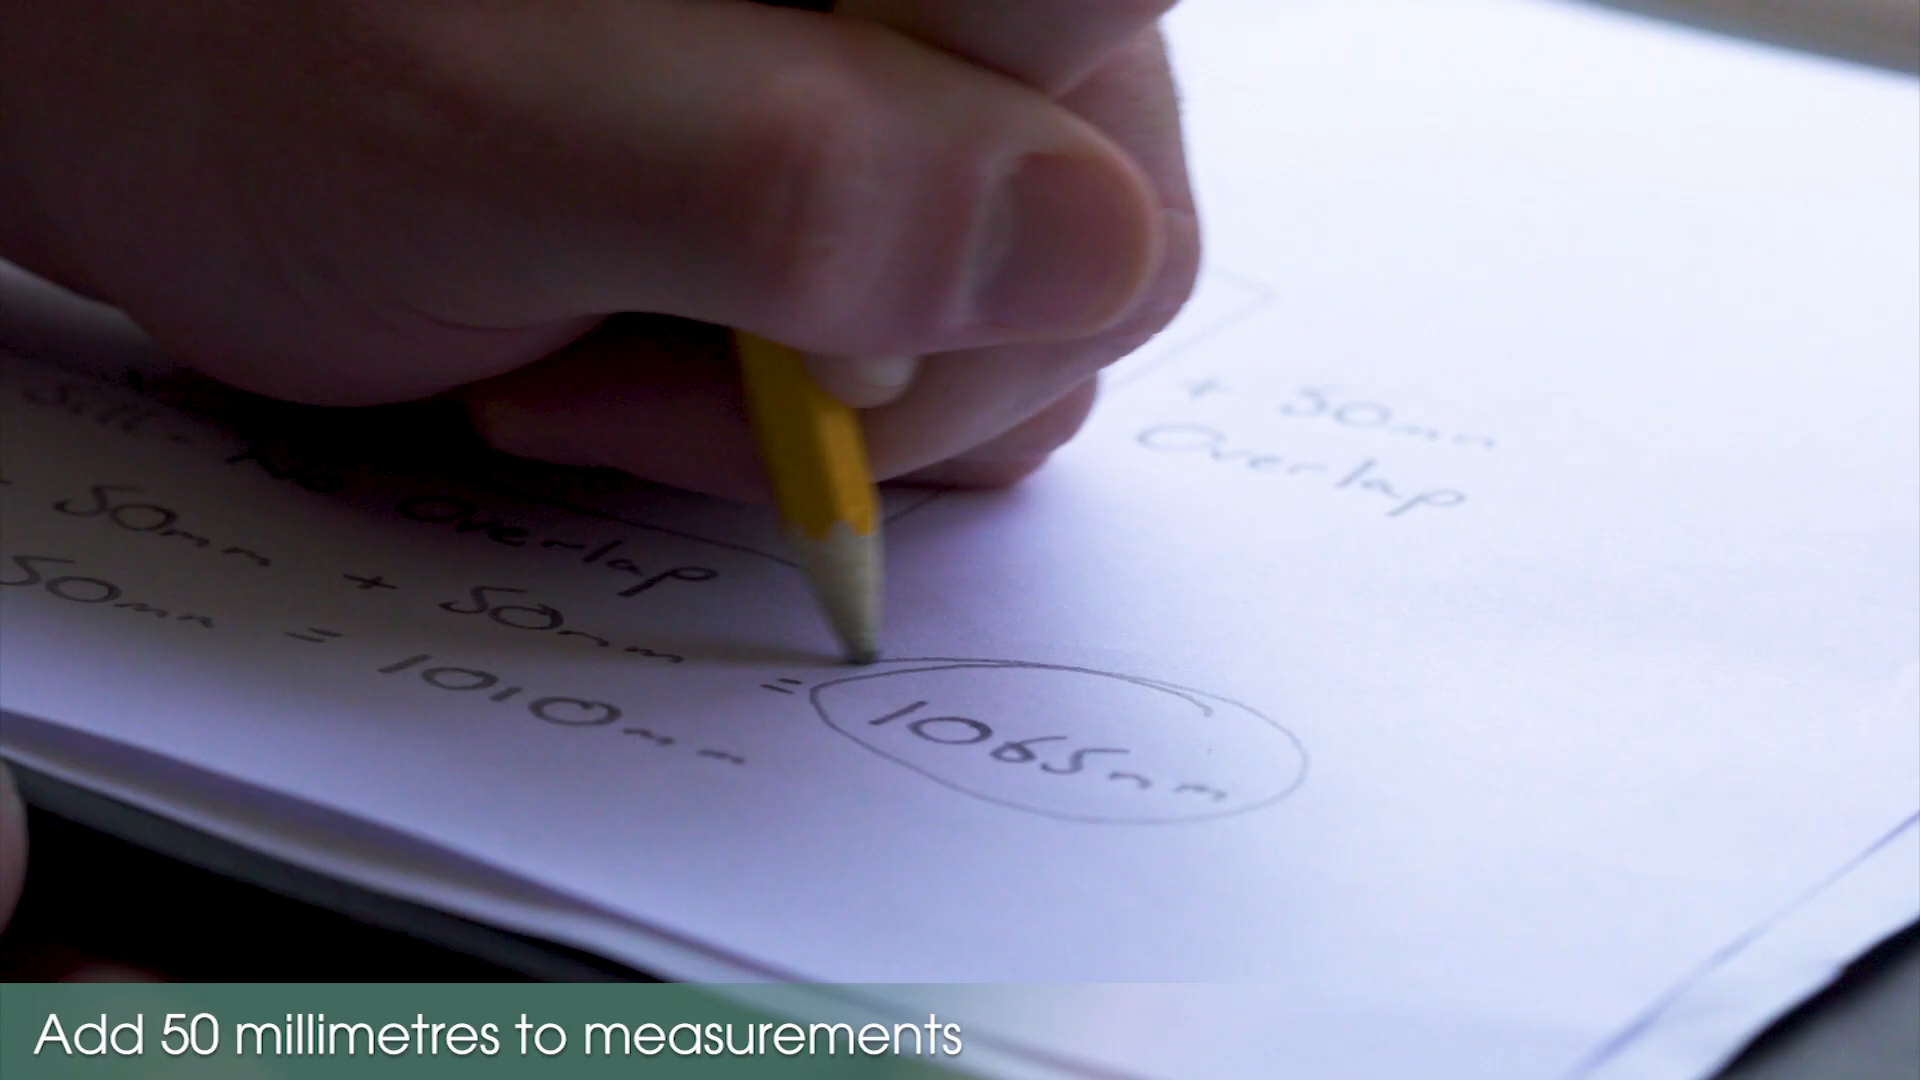 + 50mm
Overlap
Sill - No Overlap
50mm + 50mm = 1065mm
50mm = 1010mm
Add 50 millimetres to measurements